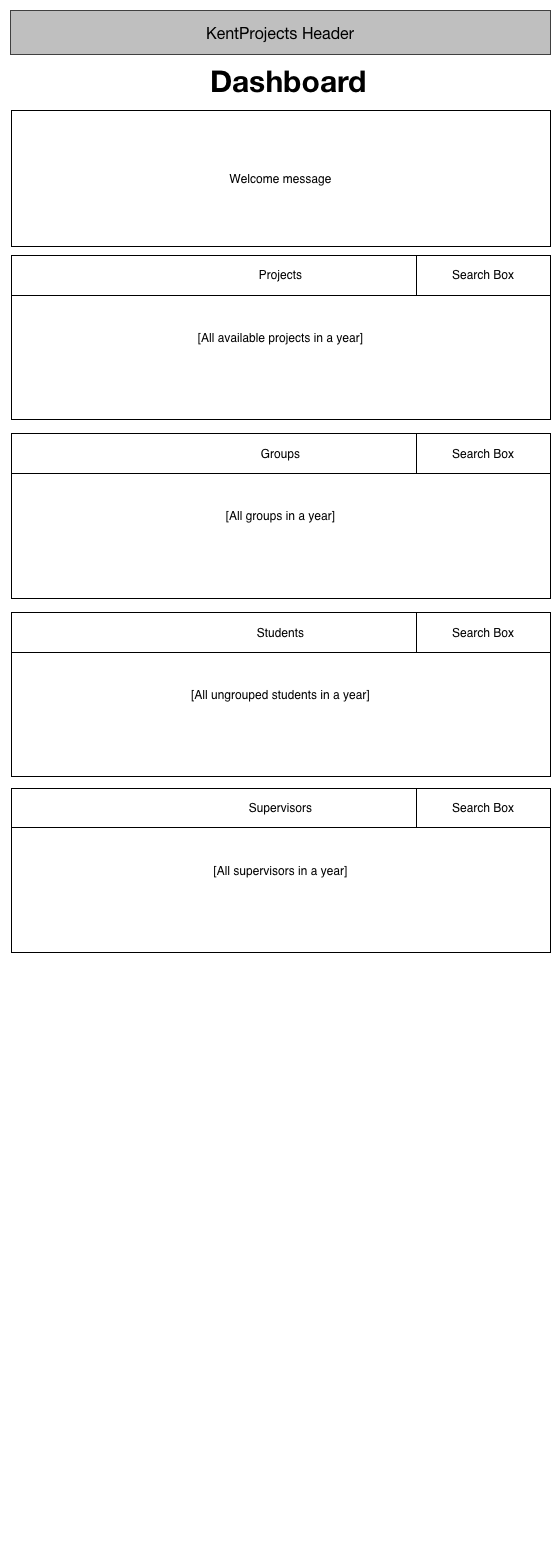 KentProjects Header
Dashboard
Welcome message
Projects
Search Box
[All available projects in a year]
Groups
Search Box
[All groups in a year]
Students
Search Box
[All ungrouped students in a year]
Supervisors
Search Box
[All supervisors in a year]